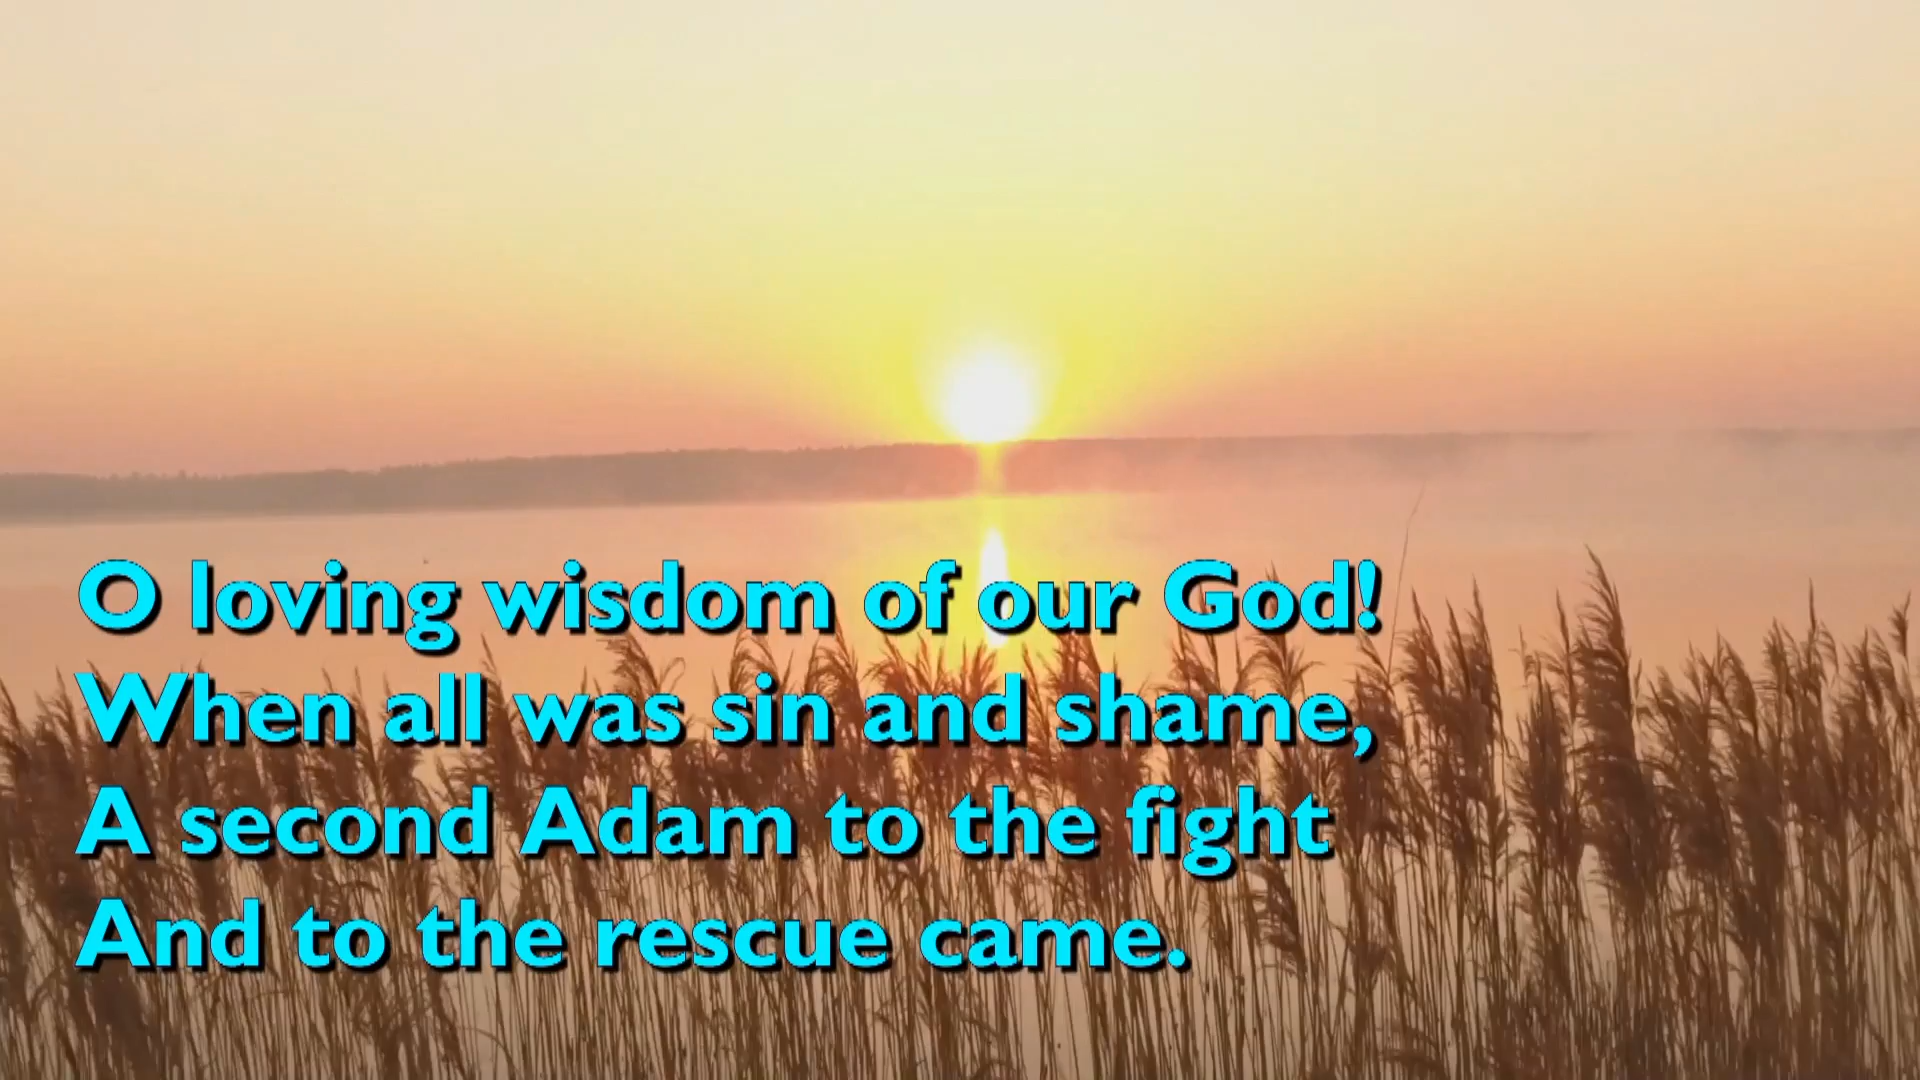 O loving wisdom of our God!
When all was sin and shame,
A second Adam to the fight
And to the rescue came.